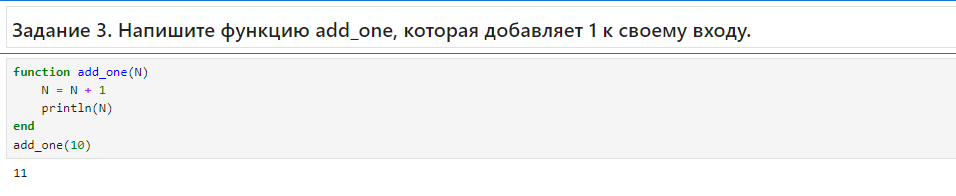 Задание 3. Напишите функцию add_one, которая добавляет 1 к своему входу.
function add_one(N)
    N = N + 1
    println(N)
end
add_one(10)
11